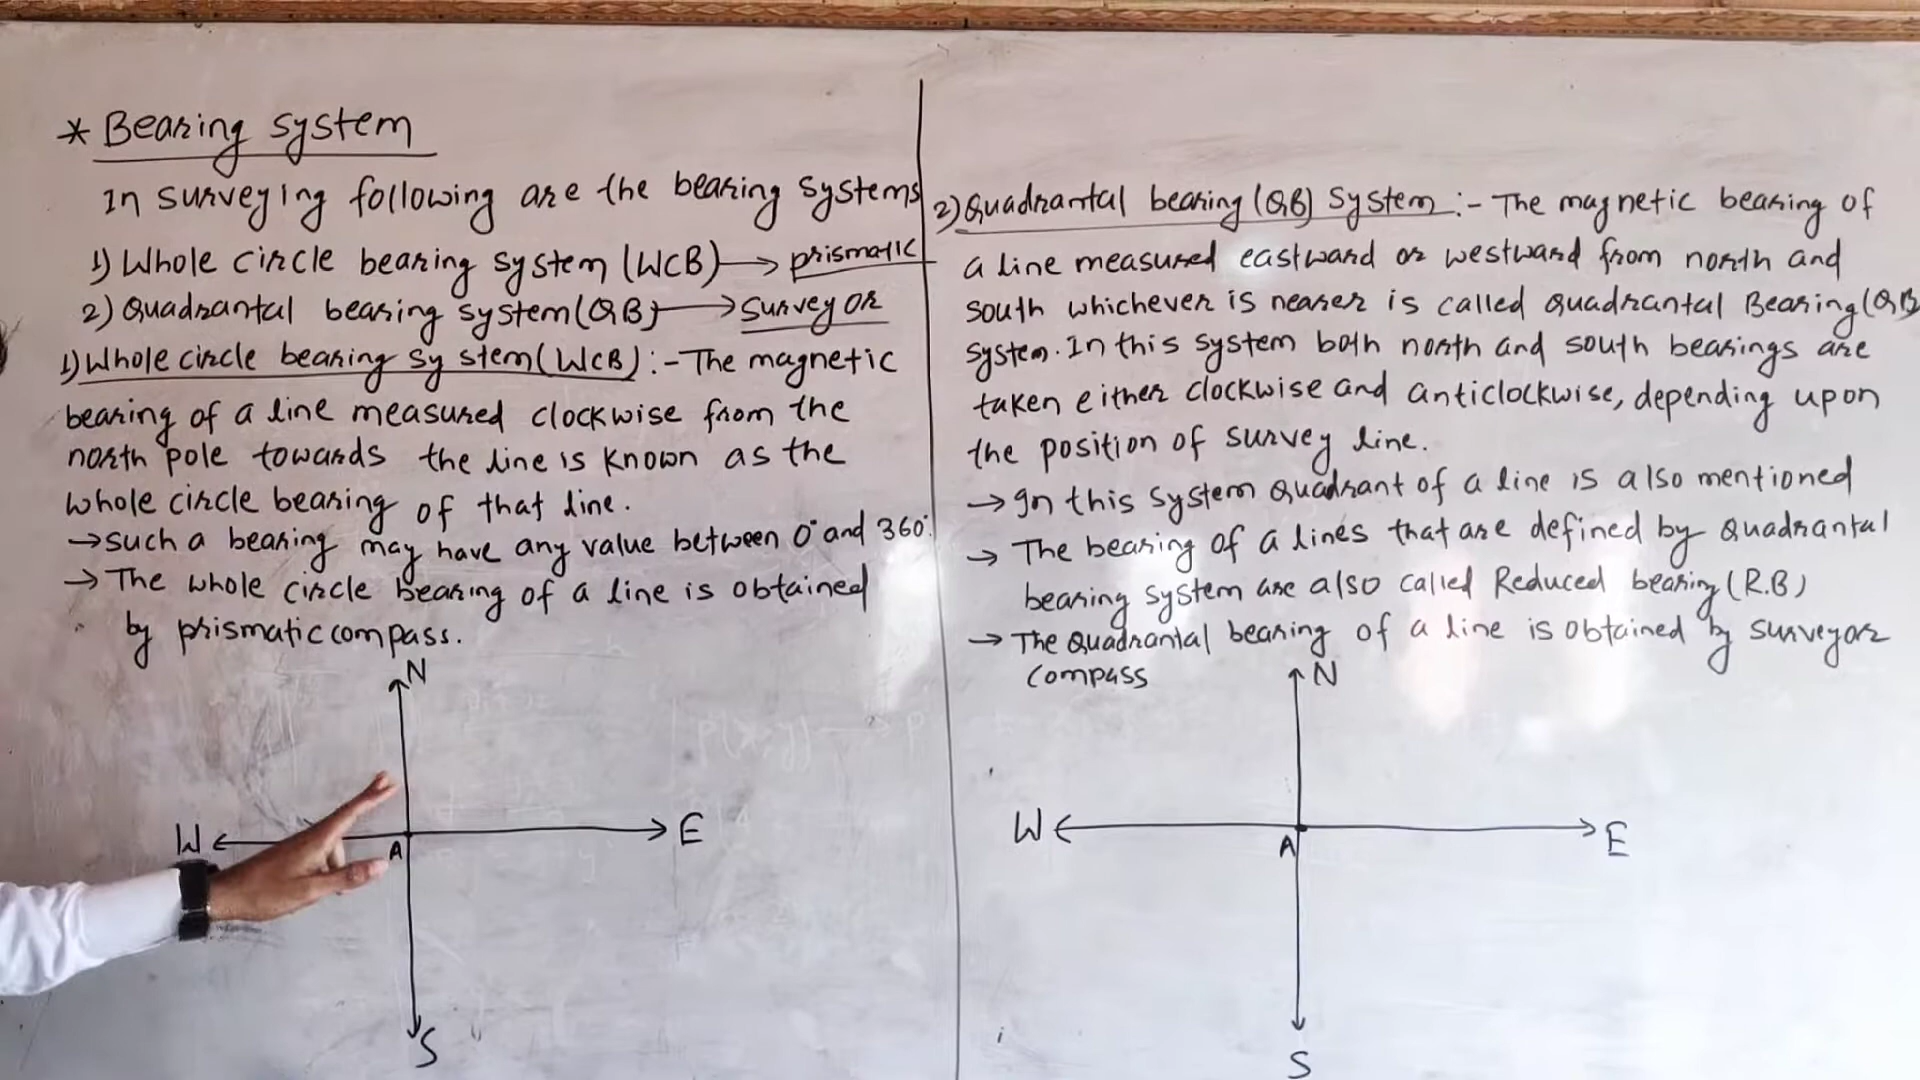 * Bearing system
In surveying following are the bearing systems
1) Whole circle bearing system (WCB) → prismatic
2) Quadrantal bearing system (QB) → Surveyor
1) Whole circle bearing system (WCB) :- The magnetic
bearing of a line measured clockwise from the
north pole towards the line is known as the
whole circle bearing of that line.
→ such a bearing may have any value between 0° and 360°.
→ The whole circle bearing of a line is obtained
by prismatic compass.
N
W
E
A
S
2) Quadrantal bearing (QB) System :- The magnetic bearing of
a line measured eastward or westward from north and
south whichever is nearer is called quadrantal Bearing (QB)
system. In this system both north and south bearings are
taken either clockwise and anticlockwise, depending upon
the position of survey line.
→ In this system quadrant of a line is also mentioned
→ The bearing of a lines that are defined by quadrantal
bearing system are also called Reduced bearing (R.B)
→ The quadrantal bearing of a line is obtained by surveyor
compass
N
W
E
A
S